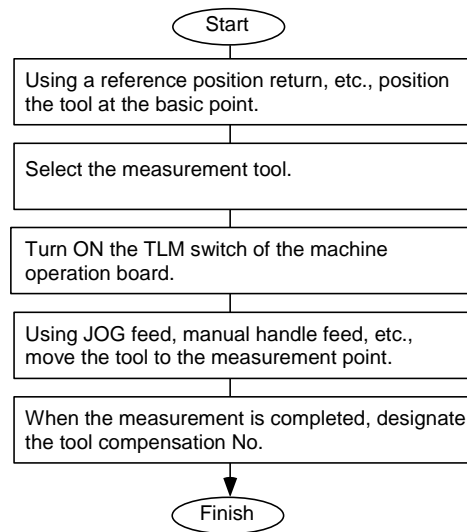 Start
Using a reference position return, etc., position
the tool at the basic point.
Select the measurement tool.
Turn ON the TLM switch of the machine
operation board.
Using JOG feed, manual handle feed, etc.,
move the tool to the measurement point.
When the measurement is completed, designate
the tool compensation No.
Finish